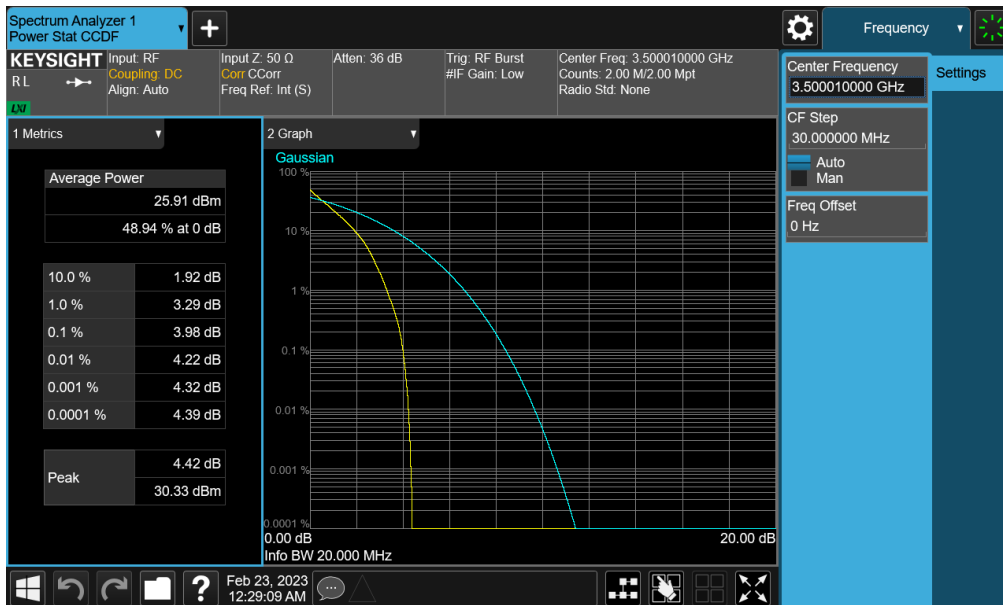 Spectrum Analyzer 1
Power Stat CCDF
+
Frequency
KEYSIGHT
R L
LXI
Input: RF
Coupling: DC
Align: Auto
Input Z: 50 Ω
Corr CCorr
Freq Ref: Int (S)
Atten: 36 dB
Trig: RF Burst
#IF Gain: Low
Center Freq: 3.500010000 GHz
Counts: 2.00 M/2.00 Mpt
Radio Std: None
Center Frequency
3.500010000 GHz
Settings
CF Step
30.000000 MHz
Auto
Man
Freq Offset
0 Hz
1 Metrics
Average Power
25.91 dBm
48.94 % at 0 dB
10.0 % 1.92 dB
1.0 % 3.29 dB
0.1 % 3.98 dB
0.01 % 4.22 dB
0.001 % 4.32 dB
0.0001 % 4.39 dB
Peak
4.42 dB
30.33 dBm
2 Graph
Gaussian
100 %
10 %
1 %
0.1 %
0.01 %
0.001 %
0.0001 %
0.00 dB 20.00 dB
Info BW 20.000 MHz
?
Feb 23, 2023
12:29:09 AM